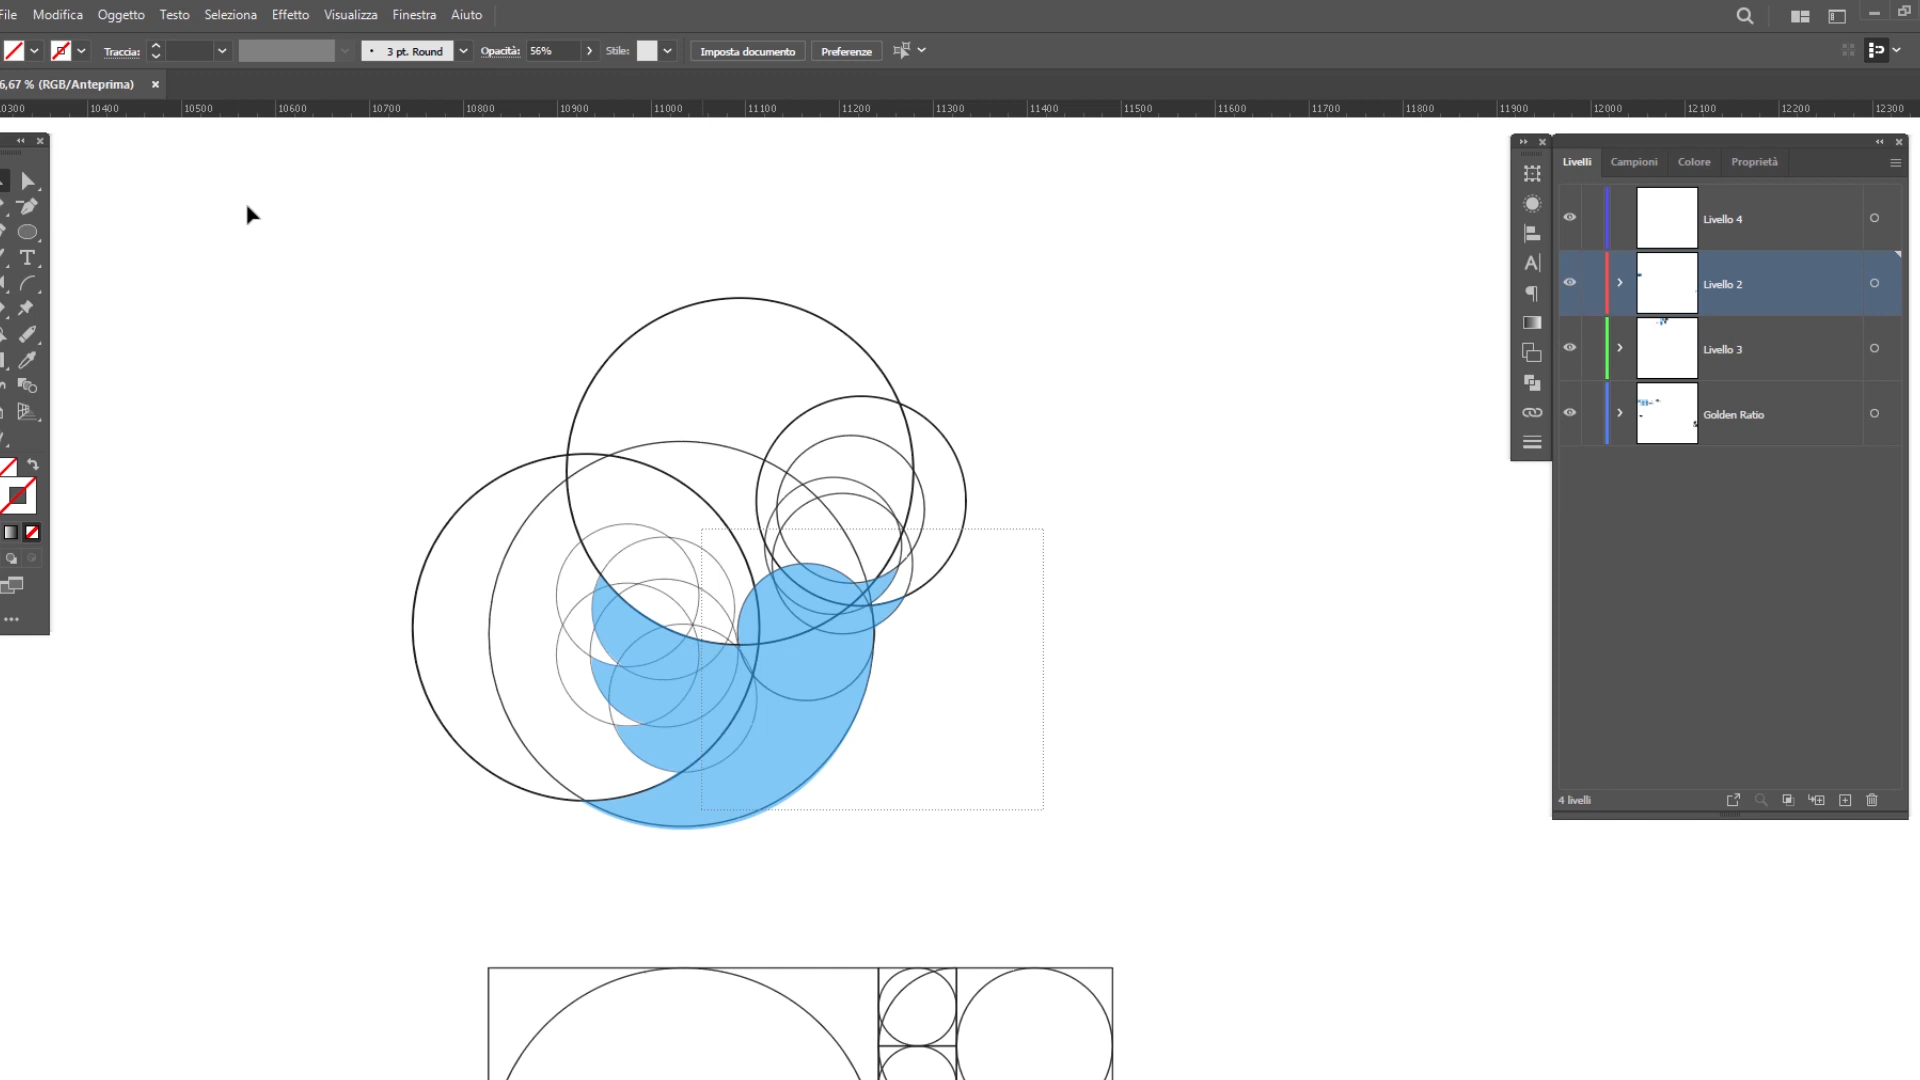 File Modifica Oggetto Testo Seleziona Effetto Visualizza Finestra Aiuto
Traccia: 3 pt. Round Opacità: 56% Stile: Imposta documento Preferenze
6,67 % (RGB/Anteprima)
10300 10400 10500 10600 10700 10800 10900 11000 11100 11200 11300 11400 11500 11600 11700 11800 11900 12000 12100 12200 12300
Livelli Campioni Colore Proprietà
Livello 4
Livello 2
Livello 3
Golden Ratio
4 livelli